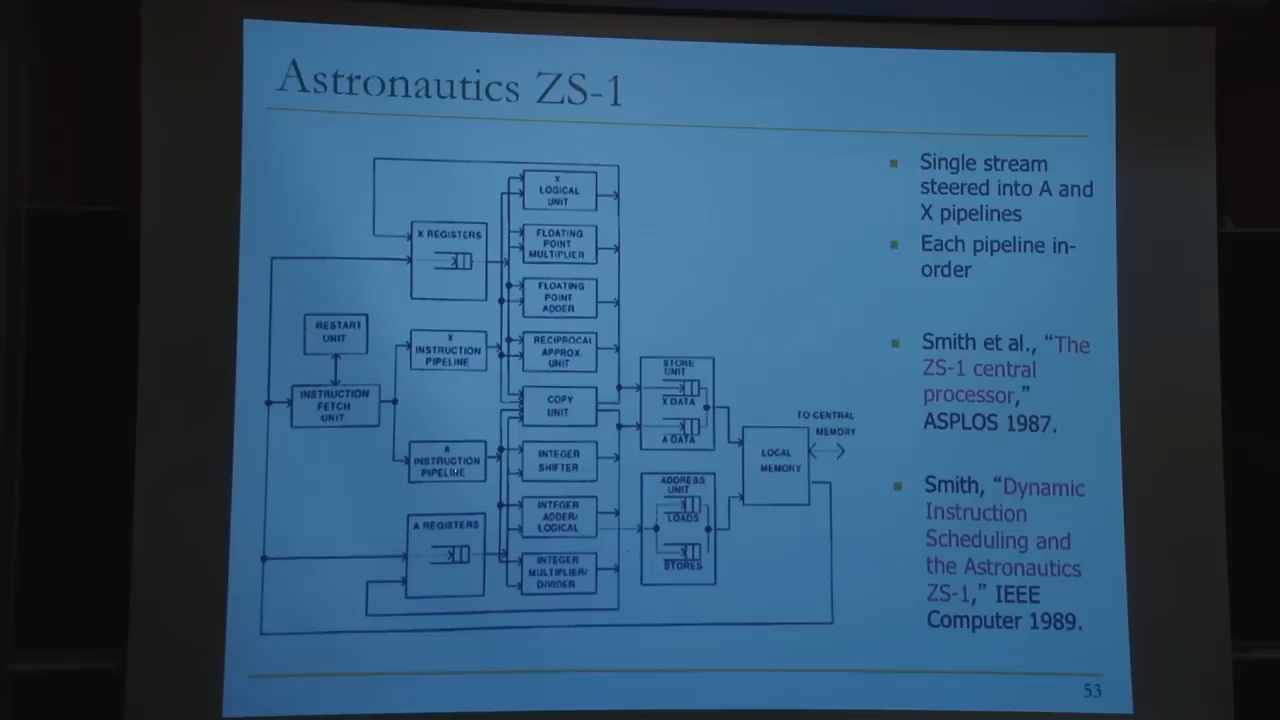 Astronautics ZS-1
X
LOGICAL
UNIT
X REGISTERS
FLOATING
POINT
MULTIPLIER
FLOATING
POINT
ADDER
RESTART
UNIT
X
INSTRUCTION
PIPELINE
RECIPROCAL
APPROX
UNIT
INSTRUCTION
FETCH
UNIT
COPY
UNIT
STORE
UNIT
X DATA
A DATA
TO CENTRAL
MEMORY
A
INSTRUCTION
PIPELINE
INTEGER
SHIFTER
LOCAL
MEMORY
A REGISTERS
INTEGER
ADDER/
LOGICAL
ADDRESS
UNIT
LOADS
STORES
INTEGER
MULTIPLIER/
DIVIDER
▪ Single stream
steered into A and
X pipelines
▪ Each pipeline in-
order
▪ Smith et al., “The
ZS-1 central
processor,”
ASPLOS 1987.
▪ Smith, “Dynamic
Instruction
Scheduling and
the Astronautics
ZS-1,” IEEE
Computer 1989.
53